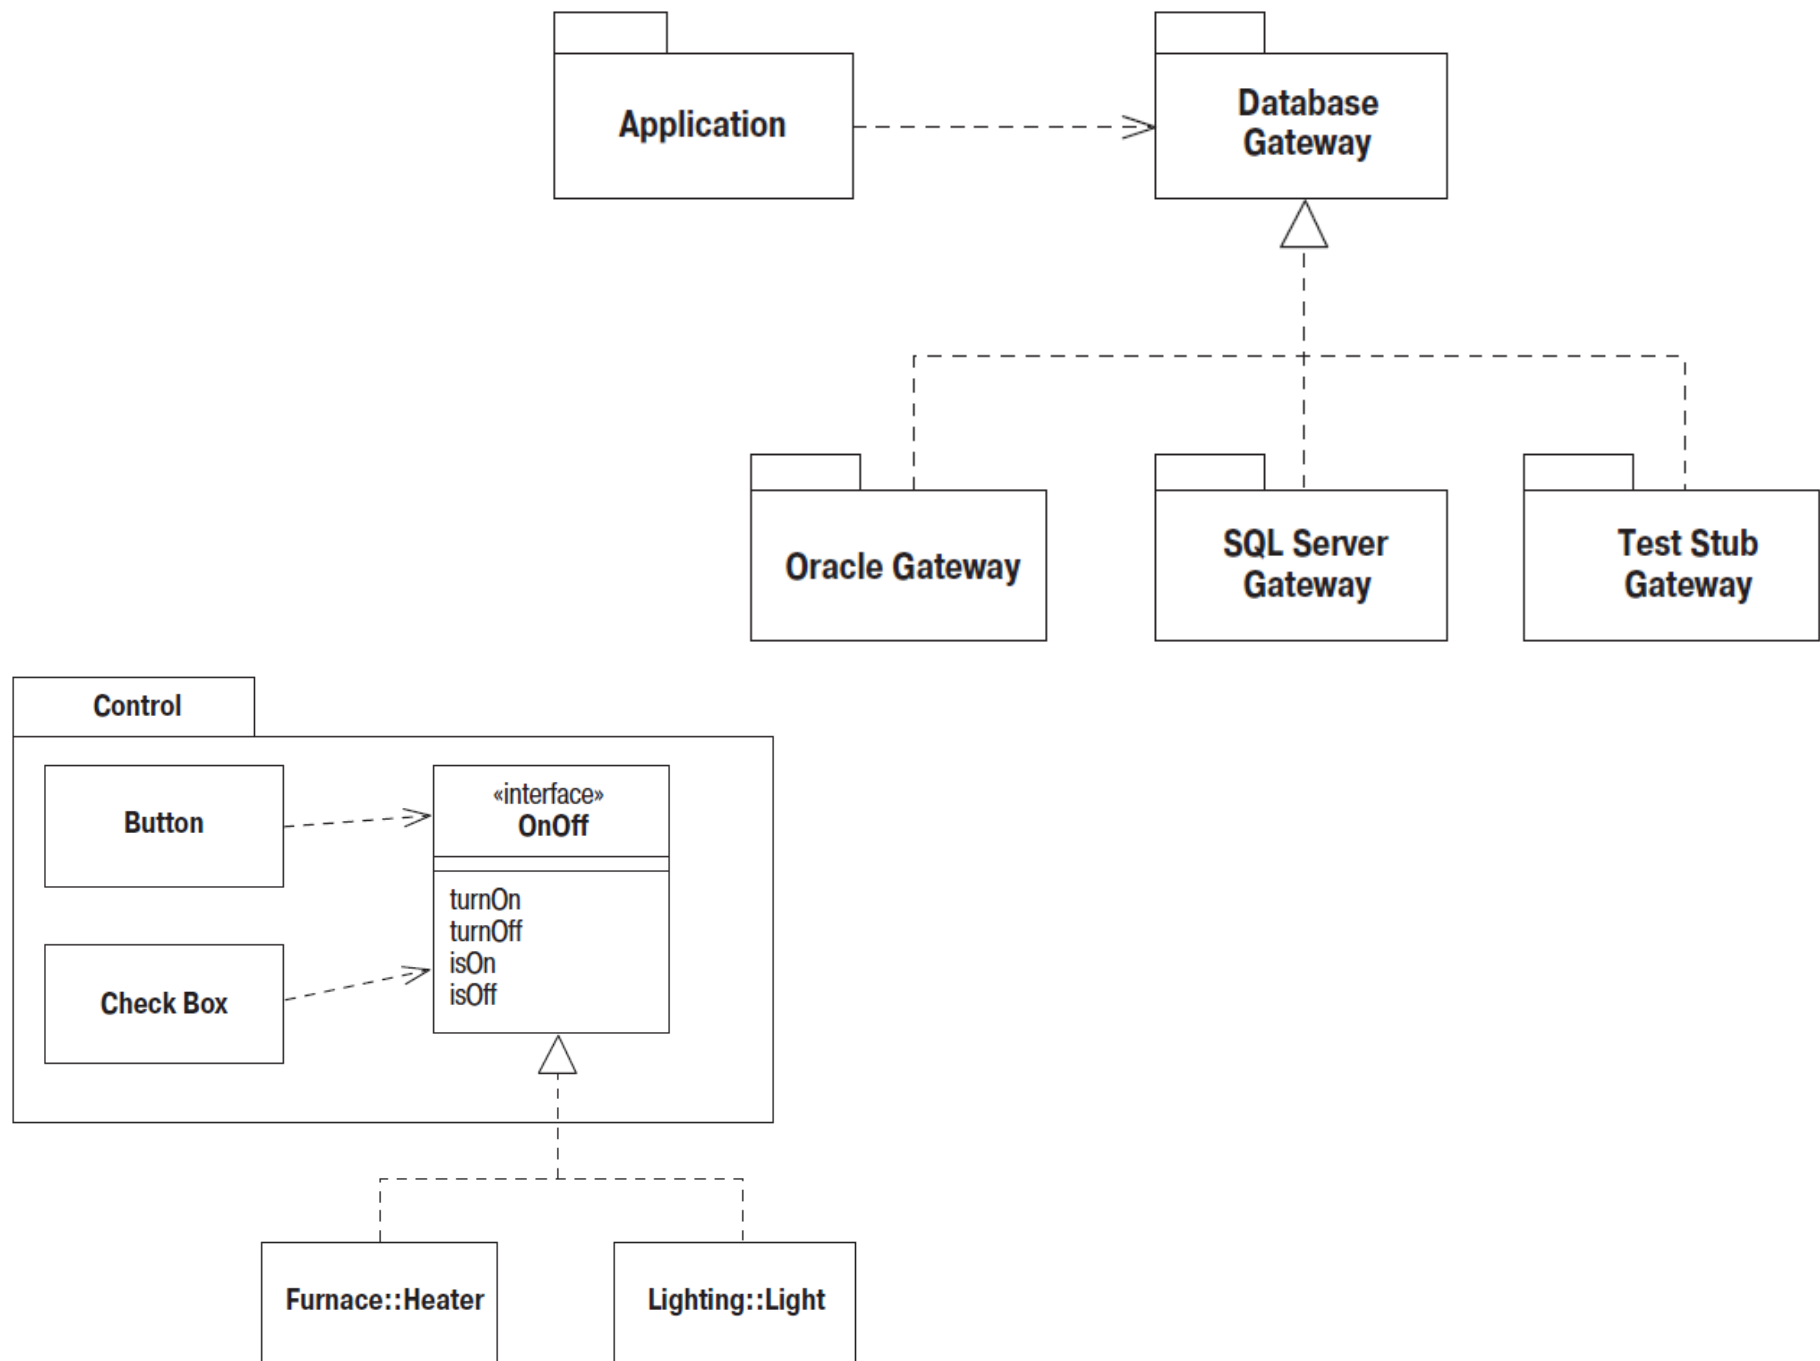 Application
Database
Gateway
Oracle Gateway
SQL Server
Gateway
Test Stub
Gateway
Control
Button
«interface»
OnOff
turnOn
turnOff
isOn
isOff
Check Box
Furnace::Heater
Lighting::Light